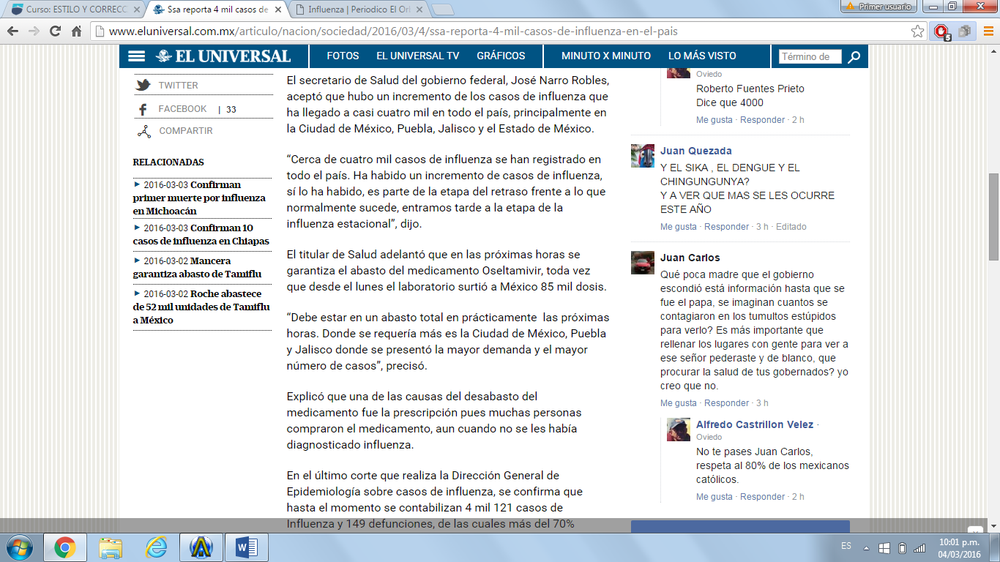 Curso: ESTILO Y CORRECC
Ssa reporta 4 mil casos de
Influenza | Periodico El Or
Primer usuario
www.eluniversal.com.mx/articulo/nacion/sociedad/2016/03/4/ssa-reporta-4-mil-casos-de-influenza-en-el-pais
5
EL UNIVERSAL
FOTOS
EL UNIVERSAL TV
GRÁFICOS
MINUTO X MINUTO
LO MÁS VISTO
Término de
TWITTER
FACEBOOK | 33
COMPARTIR
RELACIONADAS
2016-03-03 Confirman
primer muerte por influenza
en Michoacán
2016-03-03 Confirman 10
casos de influenza en Chiapas
2016-03-02 Mancera
garantiza abasto de Tamiflu
2016-03-02 Roche abastece
de 52 mil unidades de Tamiflu
a México
El secretario de Salud del gobierno federal, José Narro Robles,
aceptó que hubo un incremento de los casos de influenza que
ha llegado a casi cuatro mil en todo el país, principalmente en
la Ciudad de México, Puebla, Jalisco y el Estado de México.
“Cerca de cuatro mil casos de influenza se han registrado en
todo el país. Ha habido un incremento de casos de influenza,
sí lo ha habido, es parte de la etapa del retraso frente a lo que
normalmente sucede, entramos tarde a la etapa de la
influenza estacional”, dijo.
El titular de Salud adelantó que en las próximas horas se
garantiza el abasto del medicamento Oseltamivir, toda vez
que desde el lunes el laboratorio surtió a México 85 mil dosis.
“Debe estar en un abasto total en prácticamente las próximas
horas. Donde se requería más es la Ciudad de México, Puebla
y Jalisco donde se presentó la mayor demanda y el mayor
número de casos”, precisó.
Explicó que una de las causas del desabasto del
medicamento fue la prescripción pues muchas personas
compraron el medicamento, aun cuando no se les había
diagnosticado influenza.
En el último corte que realiza la Dirección General de
Epidemiología sobre casos de influenza, se confirma que
hasta el momento se contabilizan 4 mil 121 casos de
Influenza y 149 defunciones, de las cuales más del 70%
Oviedo
Roberto Fuentes Prieto
Dice que 4000
Me gusta · Responder · 2 h
Juan Quezada
Y EL SIKA , EL DENGUE Y EL
CHINGUNGUNYA?
Y A VER QUE MAS SE LES OCURRE
ESTE AÑO
Me gusta · Responder · 3 h · Editado
Juan Carlos
Qué poca madre que el gobierno
escondió está información hasta que se
fue el papa, se imaginan cuantos se
contagiaron en los tumultos estúpidos
para verlo? Es más importante que
rellenar los lugares con gente para ver a
ese señor pederaste y de blanco, que
procurar la salud de tus gobernados? yo
creo que no.
Me gusta · Responder · 3 h
Alfredo Castrillon Velez ·
Oviedo
No te pases Juan Carlos,
respeta al 80% de los mexicanos
católicos.
Me gusta · Responder · 2 h
ES
10:01 p.m.
04/03/2016